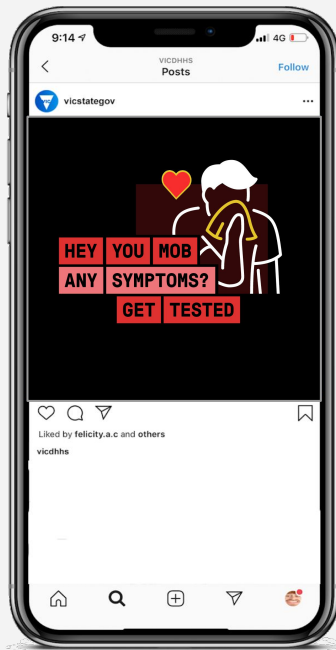 9:14
4G
VICDHHS
Posts
Follow
VIC
vicstategov
HEY YOU MOB
ANY SYMPTOMS?
GET TESTED
Liked by felicity.a.c and others
vicdhhs